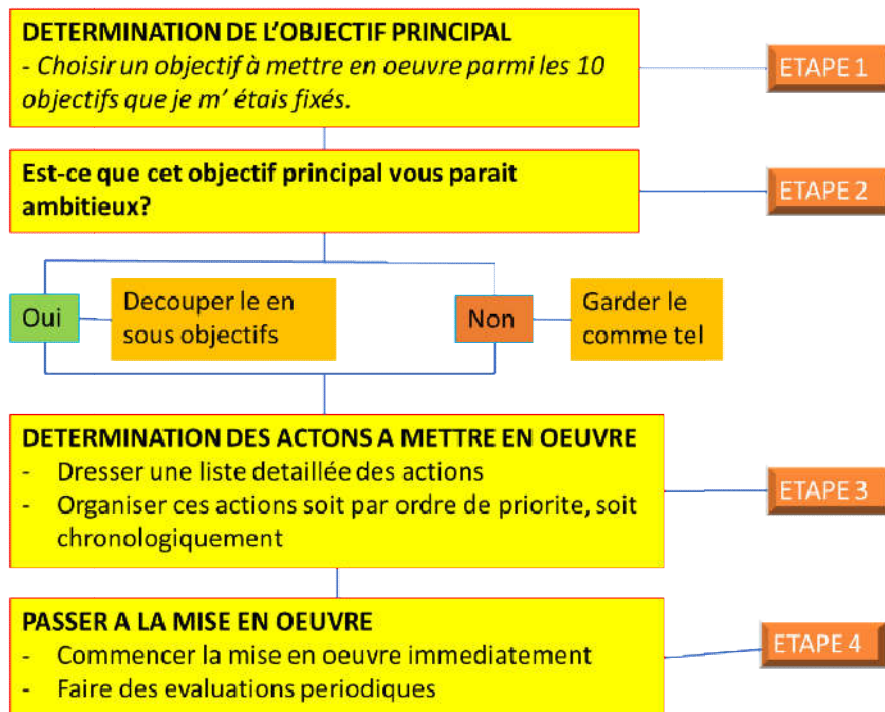 DETERMINATION DE L'OBJECTIF PRINCIPAL
- Choisir un objectif à mettre en oeuvre parmi les 10
objectifs que je m' étais fixés.
ETAPE 1
Est-ce que cet objectif principal vous parait
ambitieux?
ETAPE 2
Oui
Decouper le en
sous objectifs
Non
Garder le
comme tel
DETERMINATION DES ACTONS A METTRE EN OEUVRE
- Dresser une liste detaillée des actions
- Organiser ces actions soit par ordre de priorite, soit
chronologiquement
ETAPE 3
PASSER A LA MISE EN OEUVRE
- Commencer la mise en oeuvre immediatement
- Faire des evaluations periodiques
ETAPE 4